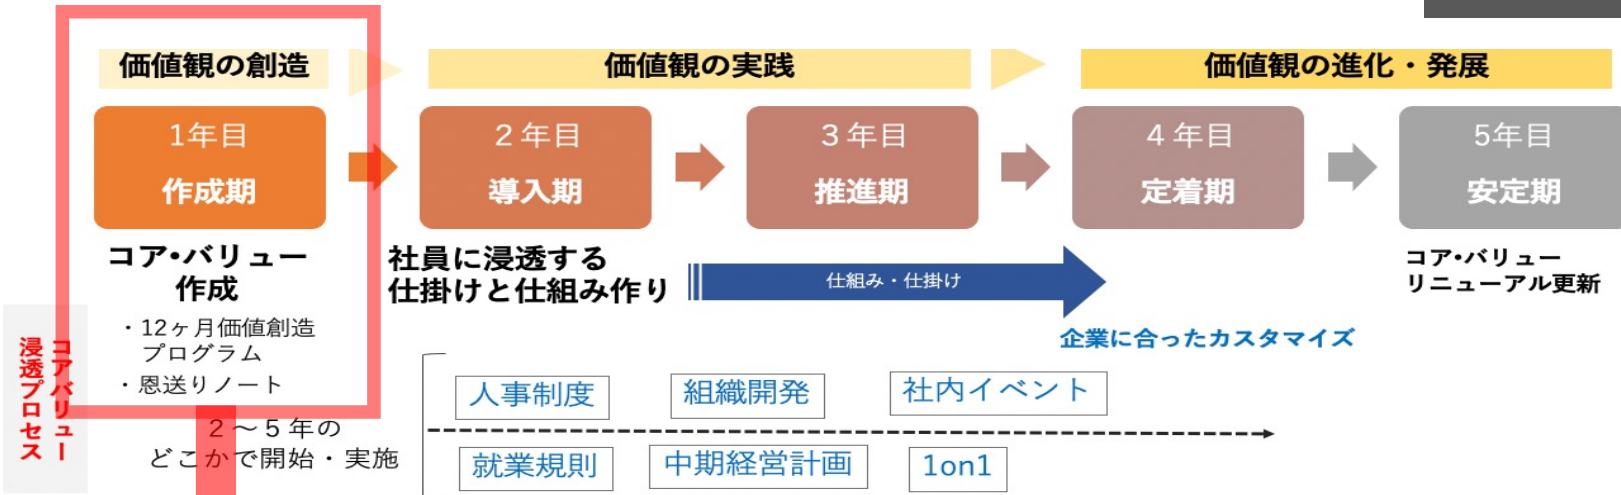 価値観の創造
価値観の実践
価値観の進化・発展
1年目
作成期
２年目
導入期
３年目
推進期
４年目
定着期
5年目
安定期
コア・バリュー
作成
・12ヶ月価値創造
プログラム
・恩送りノート
社員に浸透する
仕掛けと仕組み作り
仕組み・仕掛け
企業に合ったカスタマイズ
コア・バリュー
リニューアル更新
コアバリュー
浸透プロセス
２～５年の
どこかで開始・実施
人事制度
組織開発
社内イベント
就業規則
中期経営計画
1on1